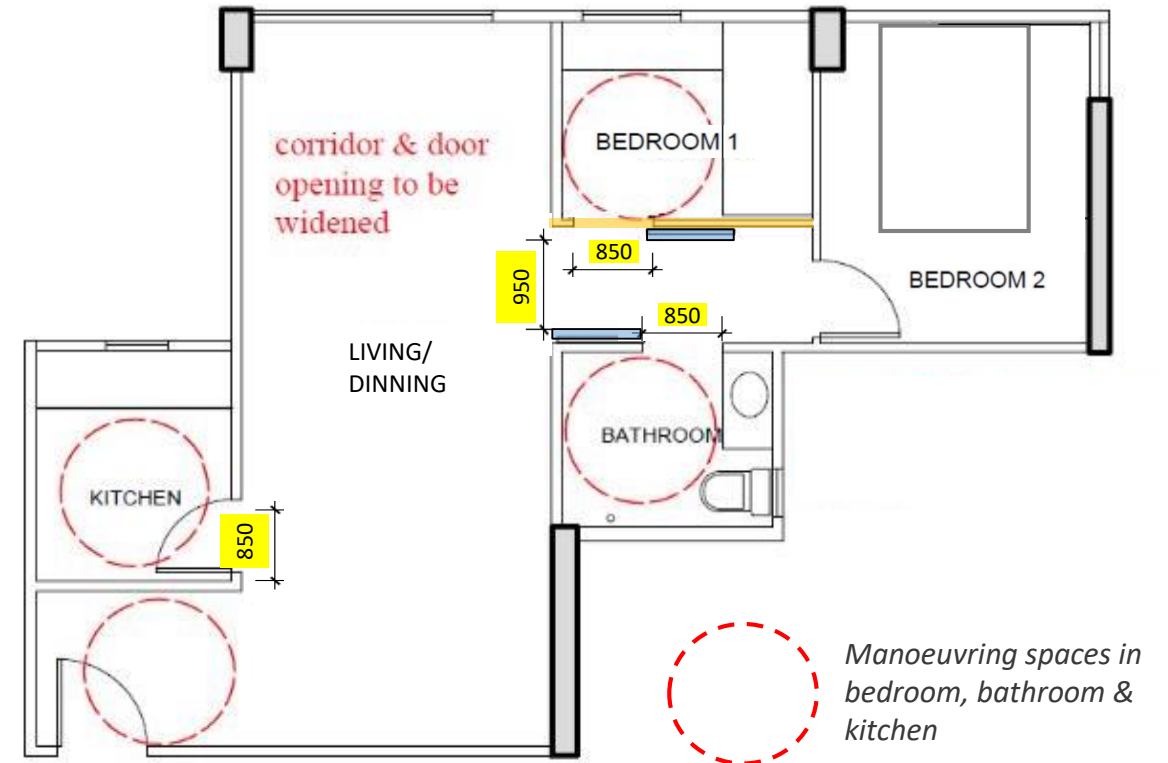 corridor & door
opening to be
widened
BEDROOM 1
850
950
850
BEDROOM 2
LIVING/
DINNING
BATHROOM
KITCHEN
850
Manoeuvring spaces in
bedroom, bathroom &
kitchen